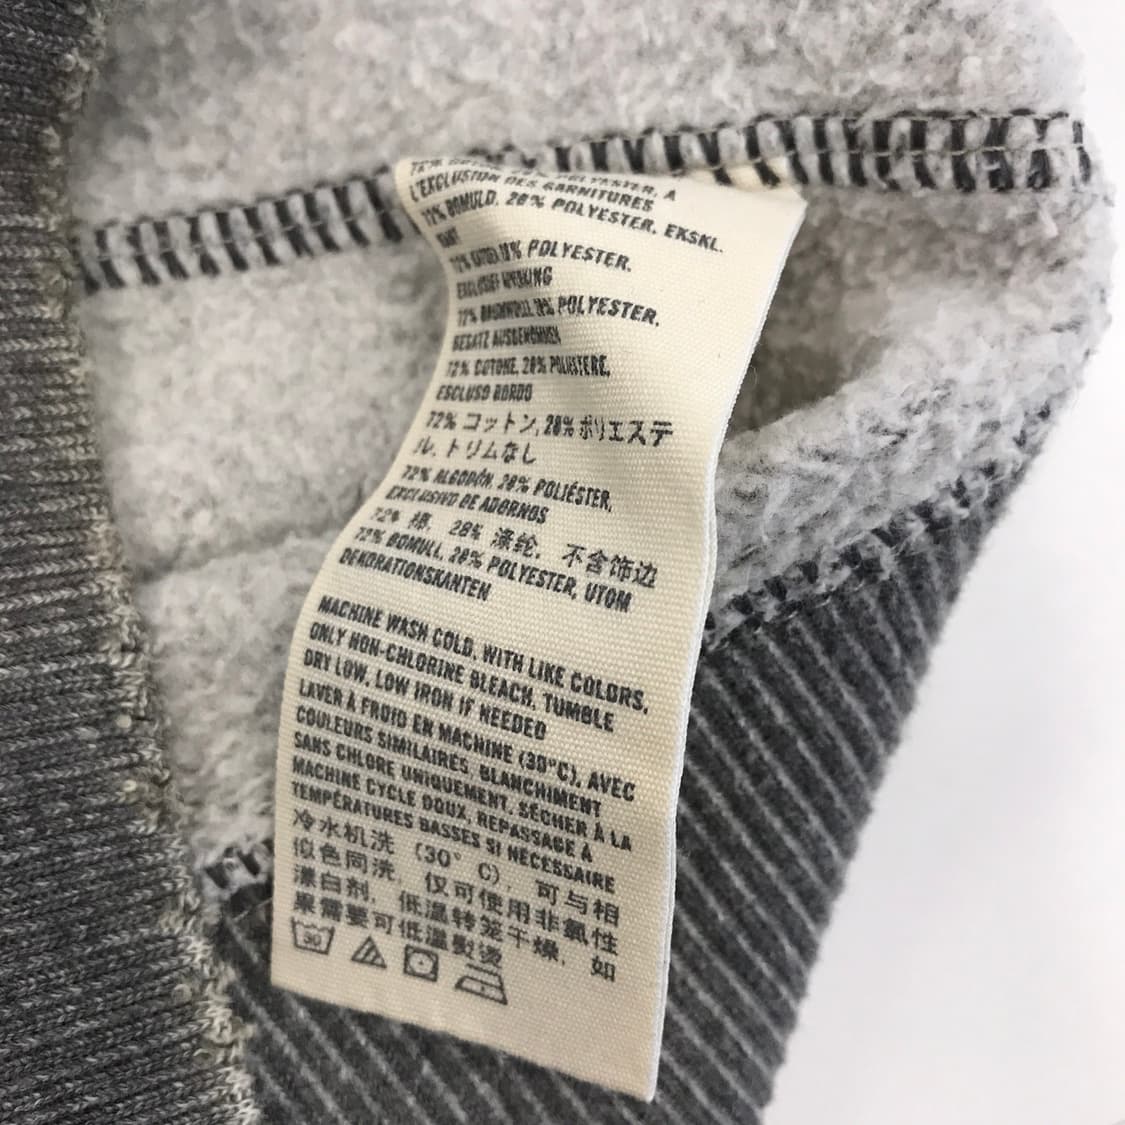 POLYESTER, A
L'EXCLUSION DES GARNITURES
72% BOMULD, 28% POLYESTER, EKSKL.
KANT
POLYESTER.
72% 28% POLYESTER.
BESATZ AUSGENOMMEN
72% COTONE, 28% POLIESTERE,
ESCLUSO BORDO
72% コットン, 28% ポリエステ
ル, トリムなし
72% ALGODÓN, 28% POLIÉSTER,
EXCLUSIVO DE ADORNOS
72% 棉, 28% 涤纶, 不含饰边
72% BOMULL, 28% POLYESTER, UTOM
DEKORATIONSKANTEN
MACHINE WASH COLD, WITH LIKE COLORS,
ONLY NON-CHLORINE BLEACH, TUMBLE
DRY LOW, LOW IRON IF NEEDED
LAVER À FROID EN MACHINE (30°C), AVEC
COULEURS SIMILAIRES, BLANCHIMENT
SANS CHLORE UNIQUEMENT, SÉCHER À LA
MACHINE CYCLE DOUX, REPASSAGE À
TEMPÉRATURES BASSES SI NÉCESSAIRE
冷水机洗 (30° C), 可与相
似色同洗, 仅可使用非氯性
漂白剂, 低温转笼干燥, 如
果需要可低温熨烫
30